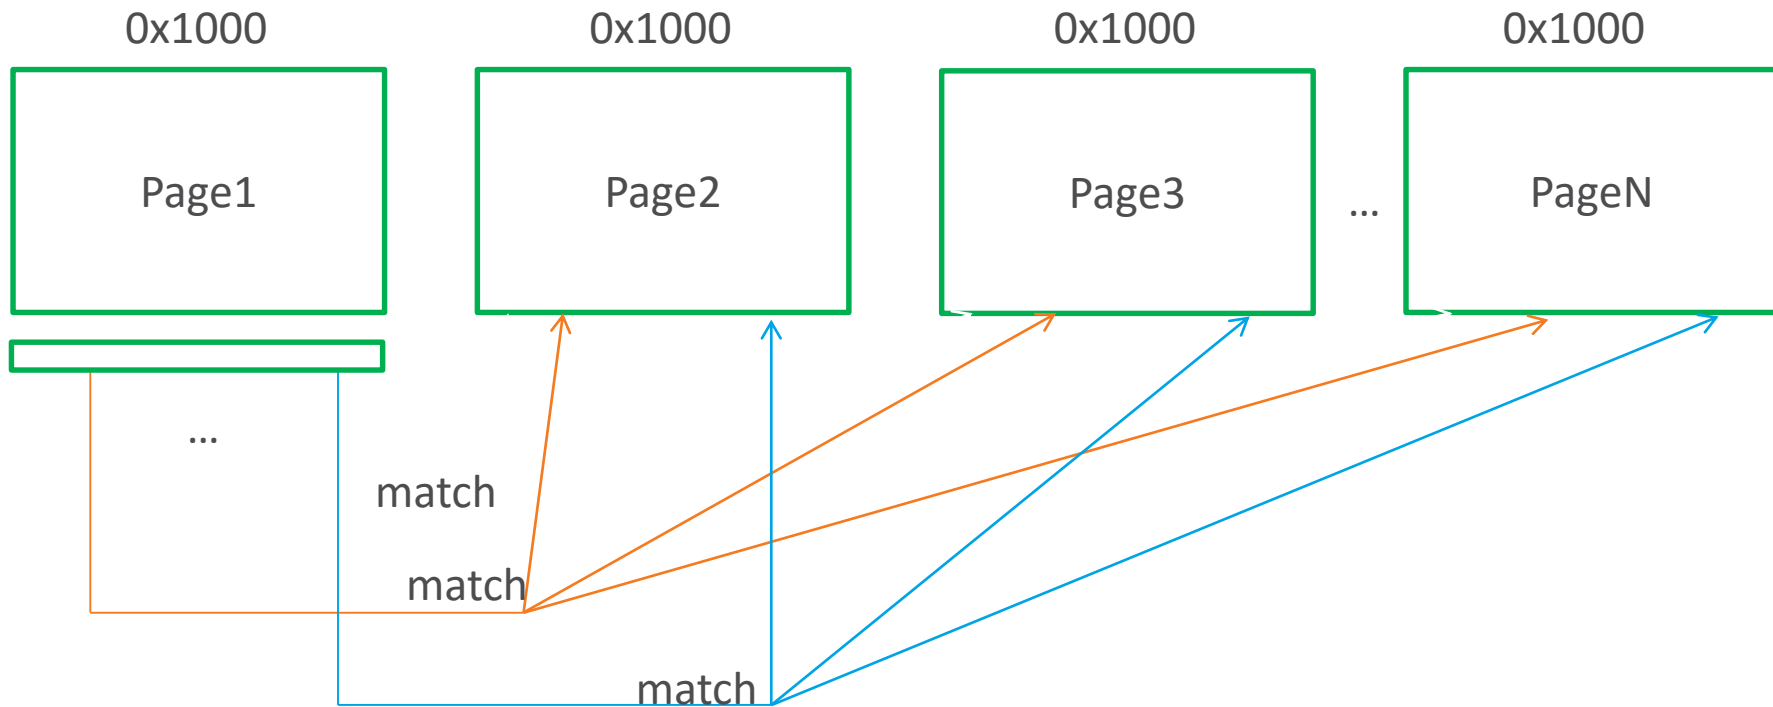 0x1000
0x1000
0x1000
0x1000
Page1
Page2
Page3
...
PageN
...
match
match
match